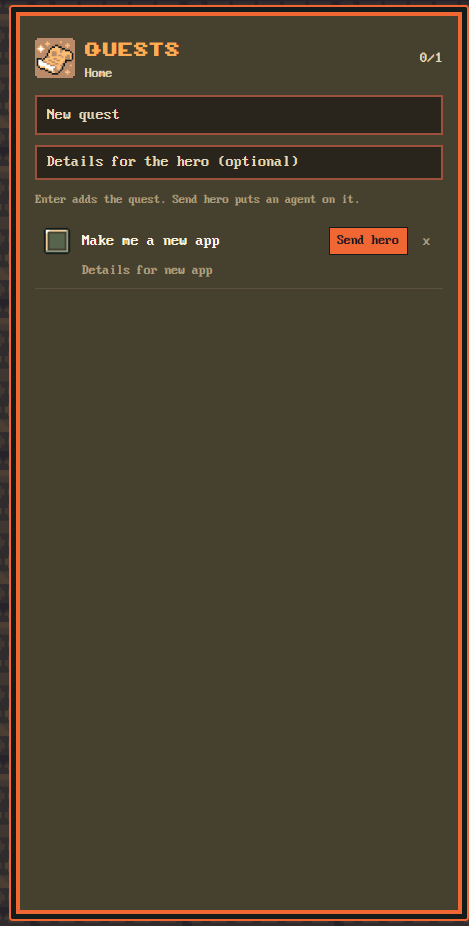 QUESTS
Home
0/1
New quest
Details for the hero (optional)
Enter adds the quest. Send hero puts an agent on it.
Make me a new app
Send hero
x
Details for new app